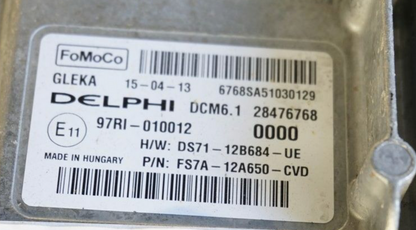 FoMoCo
GLEKA 15-04-13 6768SA51030129
DELPHI DCM6.1 28476768
E11 97RI-010012 0000
H/W: DS71-12B684-UE
MADE IN HUNGARY P/N: FS7A-12A650-CVD